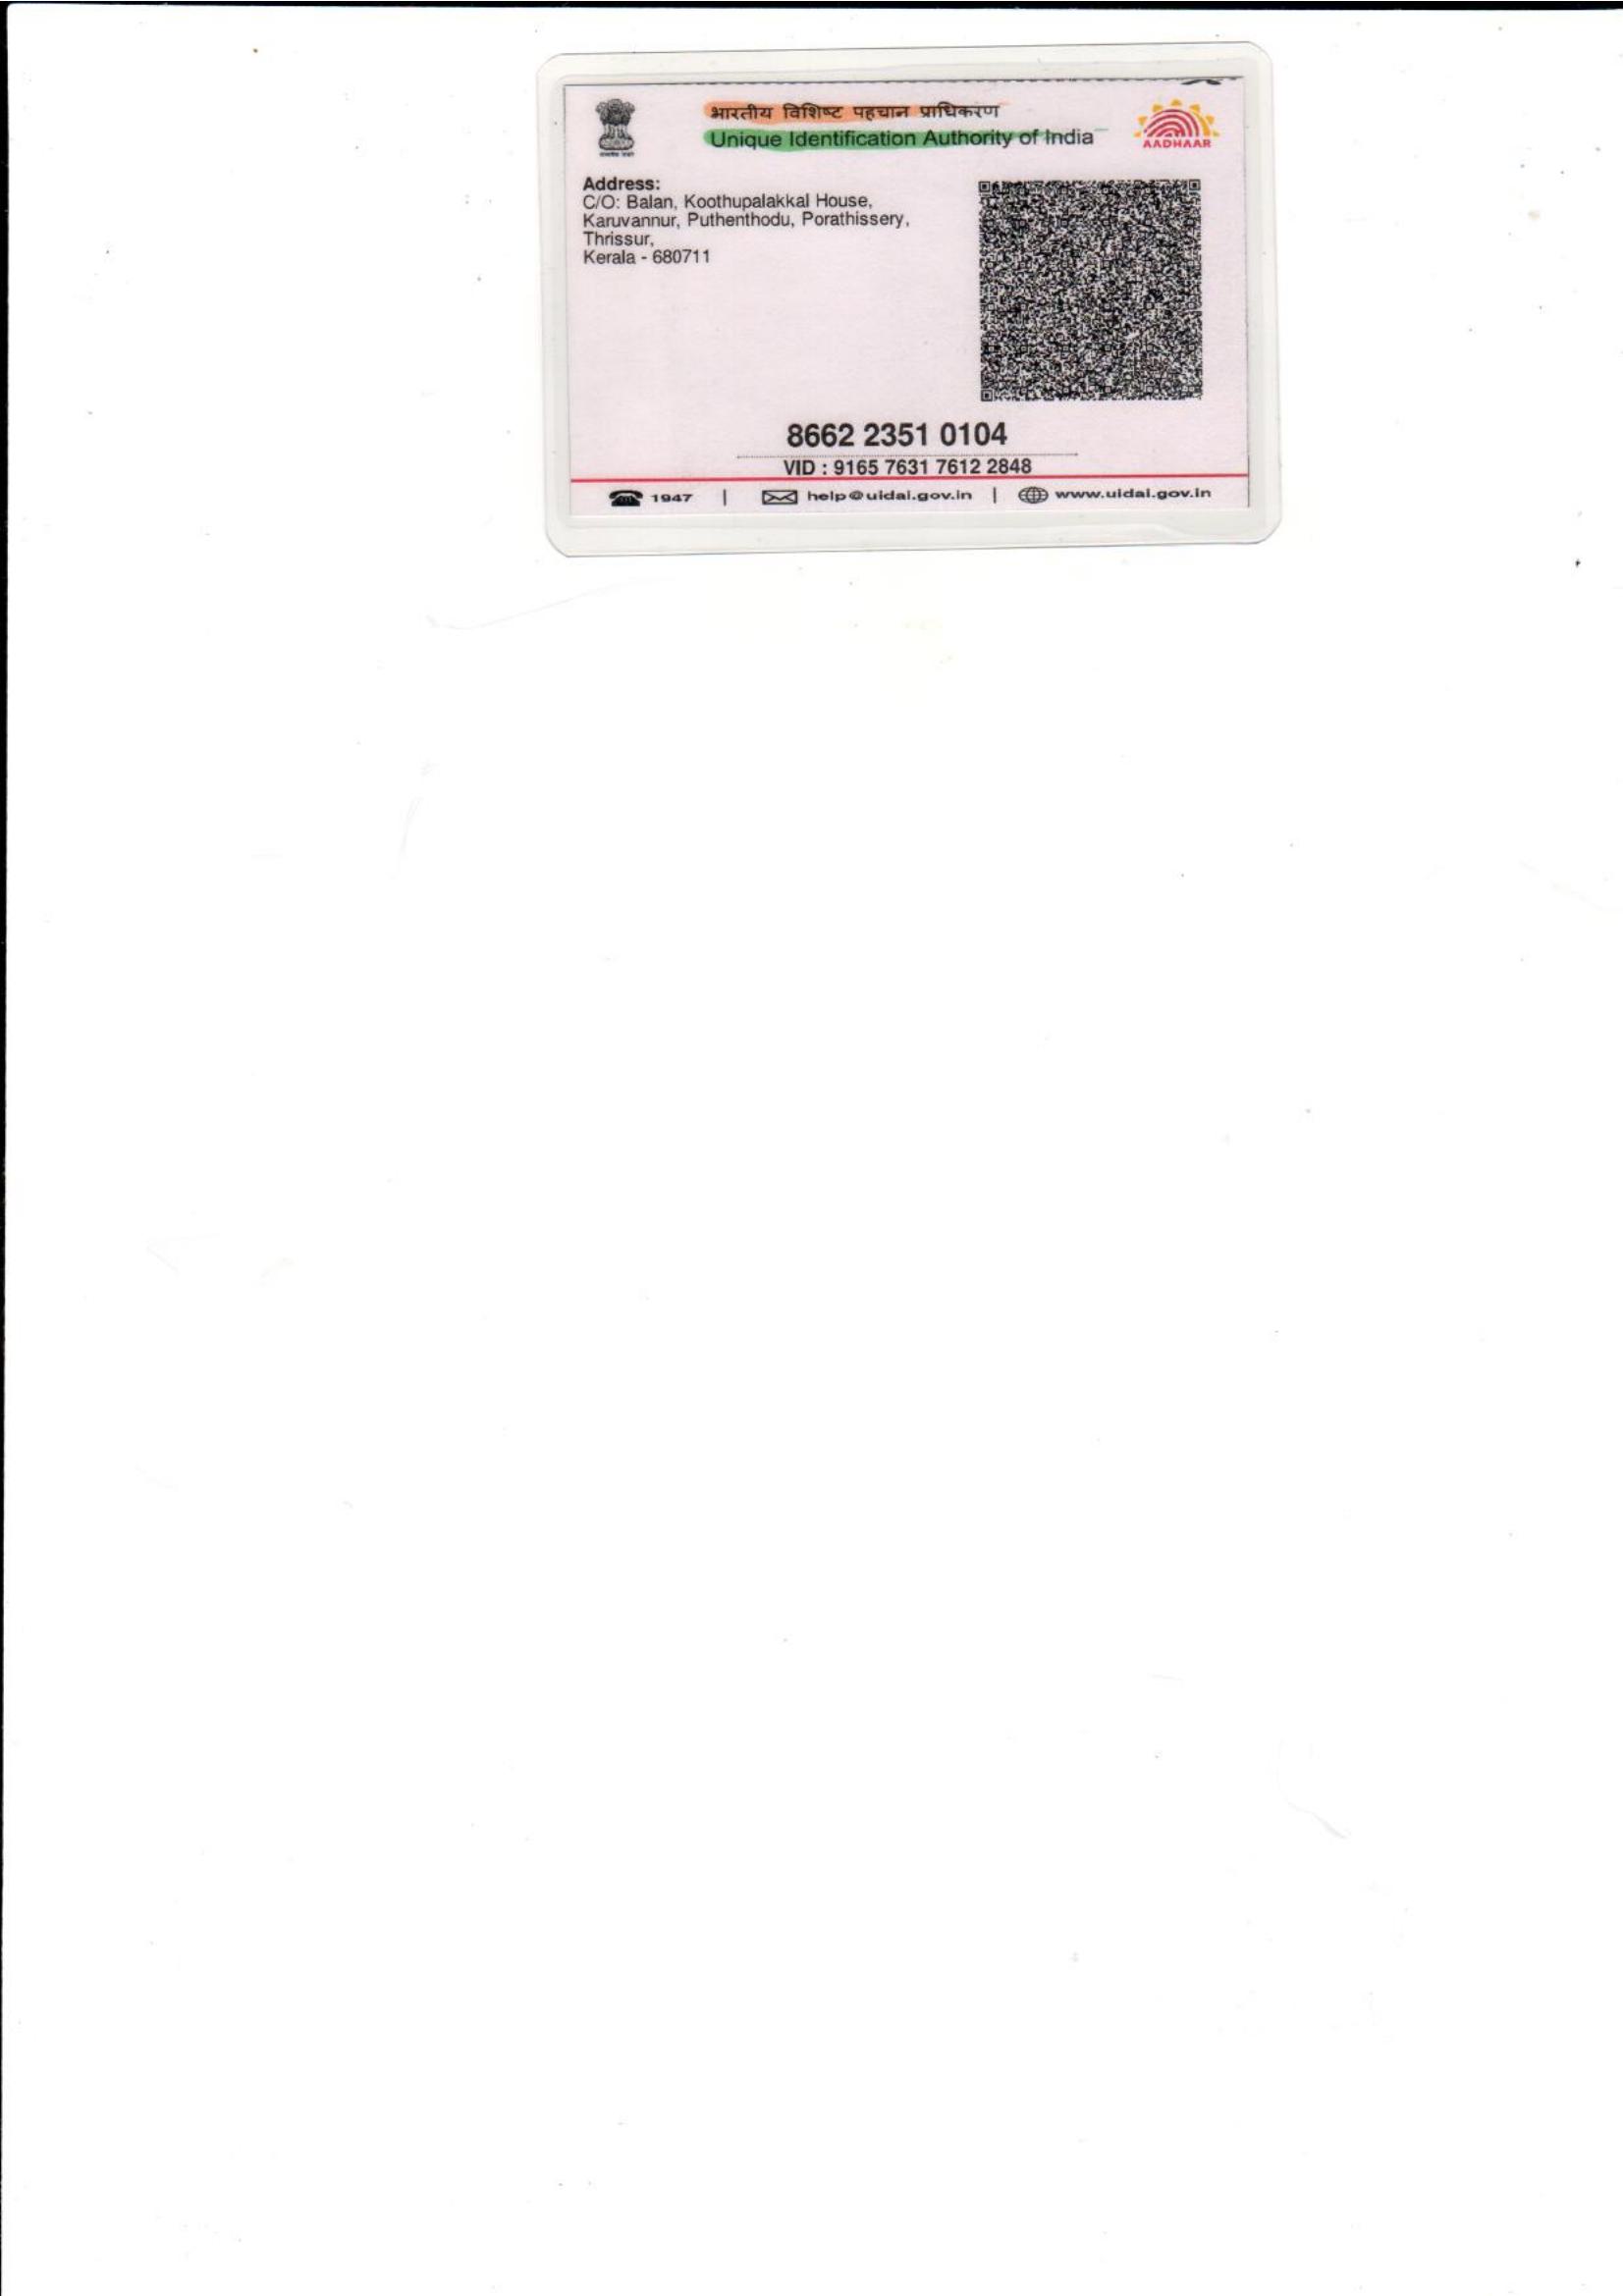 भारतीय विशिष्ट पहचान प्राधिकरण
Unique Identification Authority of India
AADHAAR
Address:
C/O: Balan, Koothupalakkal House,
Karuvannur, Puthenthodu, Porathissery,
Thrissur,
Kerala - 680711
8662 2351 0104
VID : 9165 7631 7612 2848
1947 | help@uidai.gov.in | www.uidai.gov.in